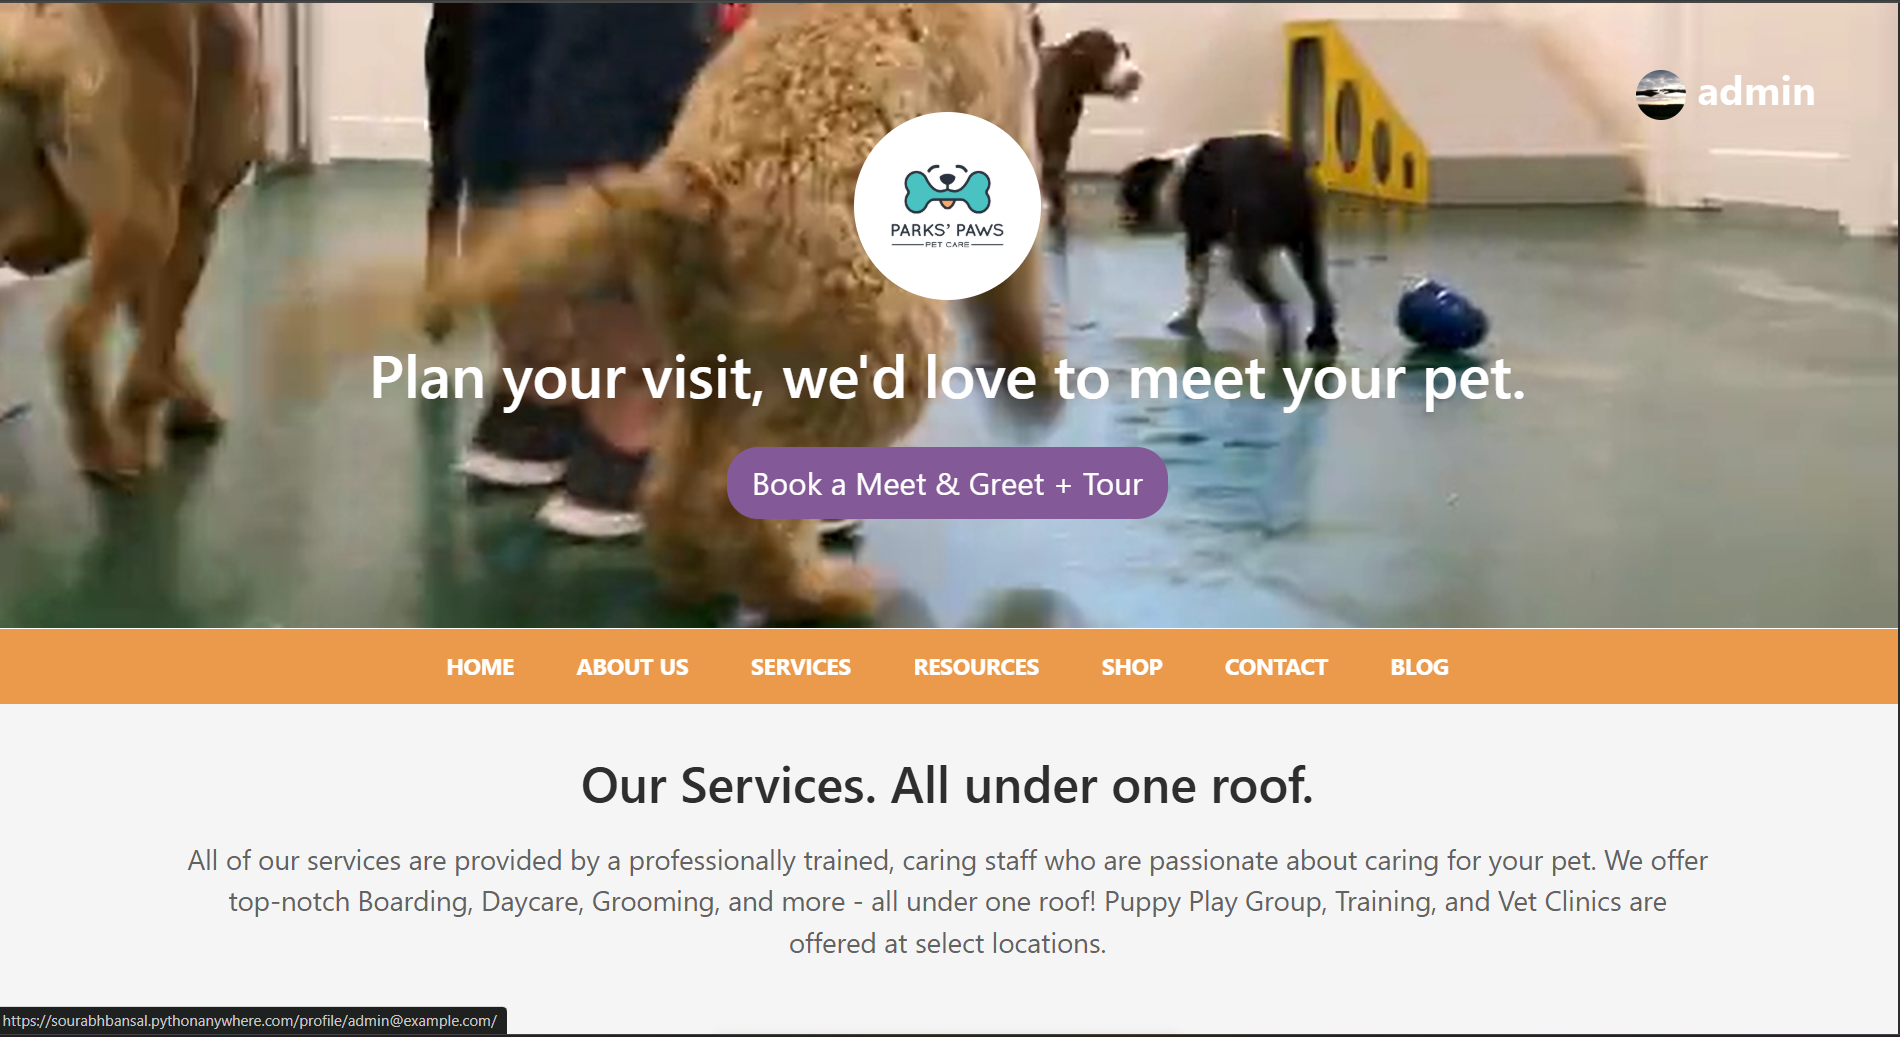 admin
PARKS' PAWS
PET CARE
Plan your visit, we'd love to meet your pet.
Book a Meet & Greet + Tour
HOME ABOUT US SERVICES RESOURCES SHOP CONTACT BLOG
Our Services. All under one roof.
All of our services are provided by a professionally trained, caring staff who are passionate about caring for your pet. We offer
top-notch Boarding, Daycare, Grooming, and more - all under one roof! Puppy Play Group, Training, and Vet Clinics are
offered at select locations.
https://sourabhbansal.pythonanywhere.com/profile/admin@example.com/